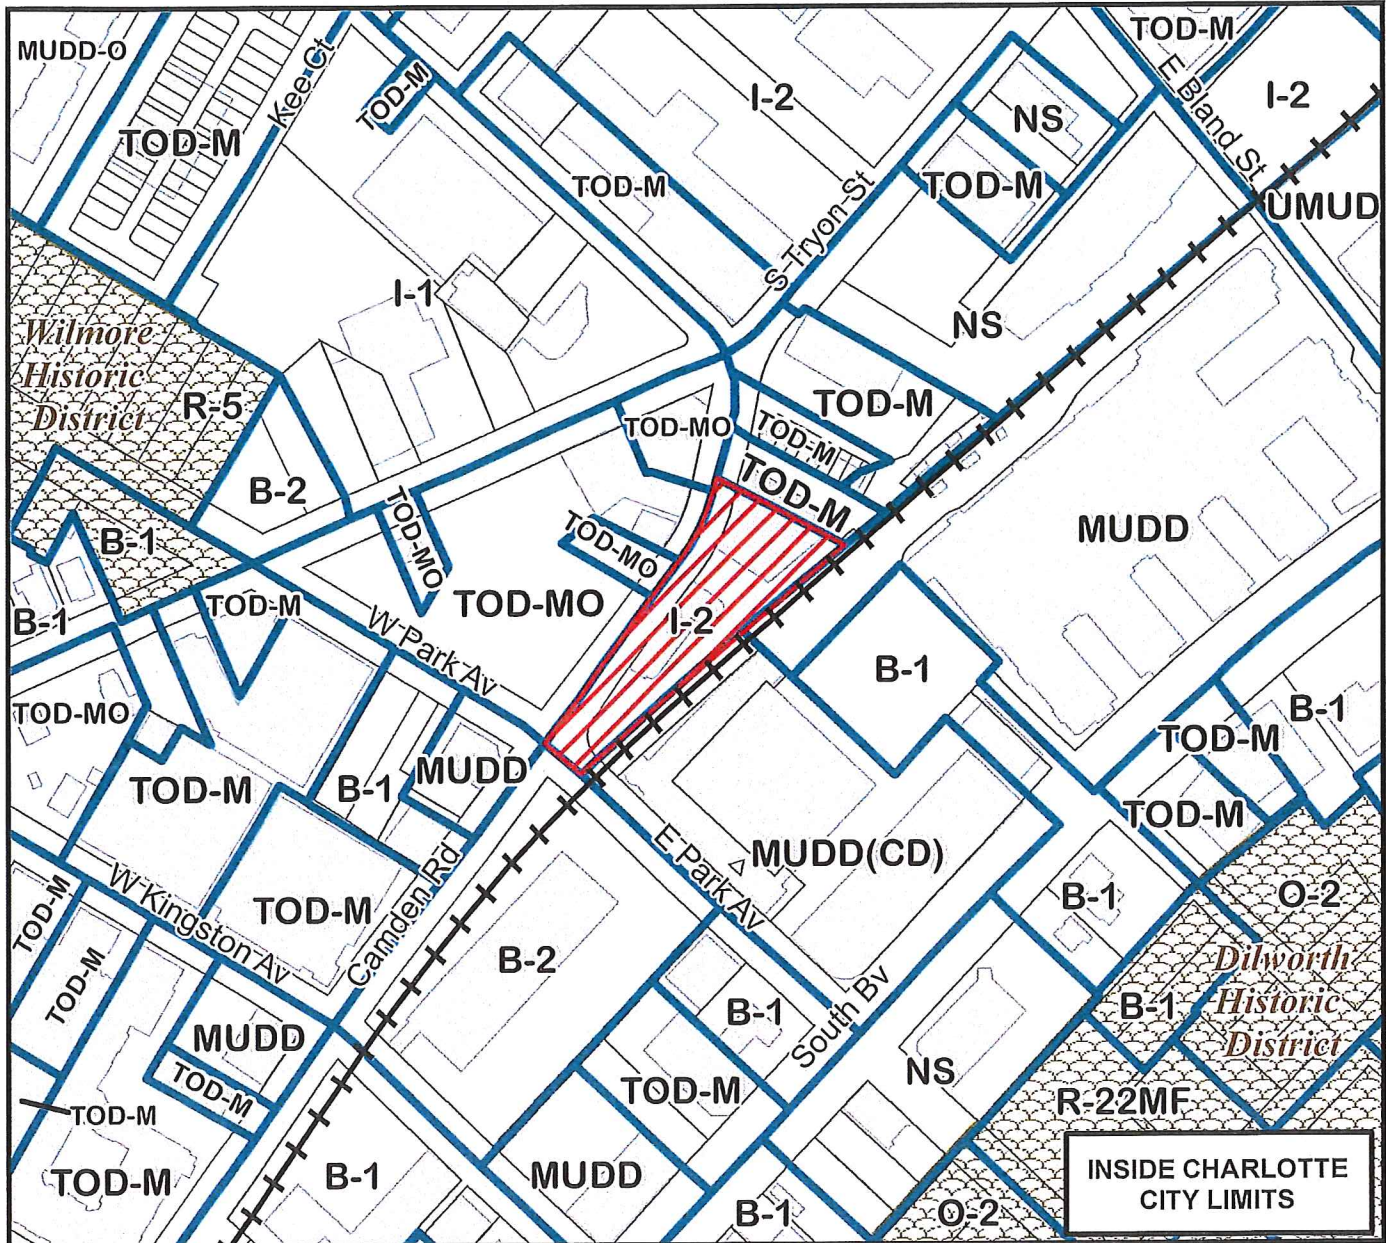 MUDD-O
TOD-M
Kee Ct
TOD-M
I-2
TOD-M
E Bland St
I-2
NS
TOD-M
TOD-M
S Tryon St
UMUD
I-1
NS
Wilmore
Historic
District
R-5
B-2
TOD-MO
TOD-M
TOD-M
TOD-M
TOD-MO
TOD-MO
TOD-MO
MUDD
B-1
B-1
TOD-M
W Park Av
I-2
B-1
TOD-MO
TOD-M
B-1
MUDD
TOD-M
B-1
TOD-M
E Park Av
MUDD(CD)
W Kingston Av
TOD-M
Camden Rd
TOD-M
TOD-M
B-2
B-1
O-2
Dilworth
Historic
District
B-1
B-1
South Bv
MUDD
TOD-M
TOD-M
NS
R-22MF
TOD-M
TOD-M
B-1
MUDD
B-1
O-2
INSIDE CHARLOTTE
CITY LIMITS